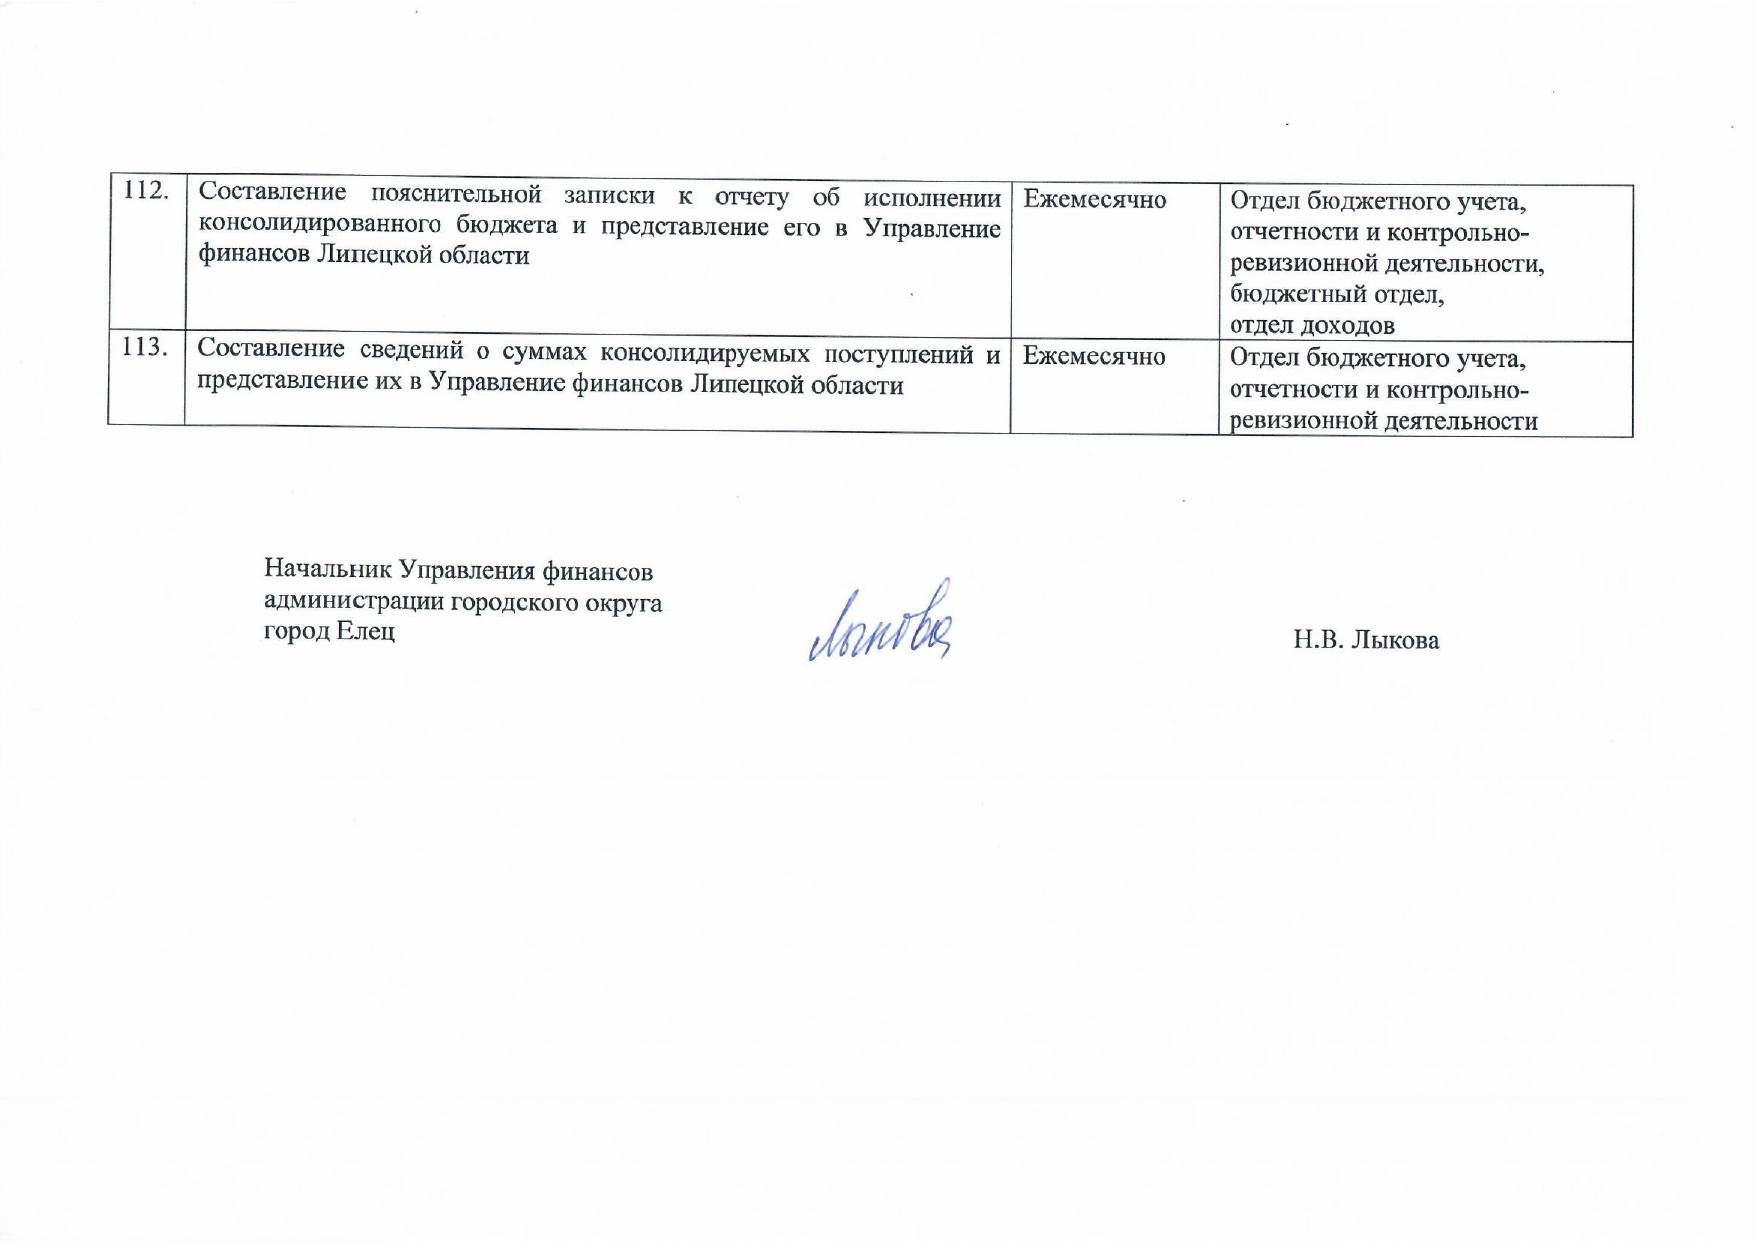 112.
Составление пояснительной записки к отчету об исполнении
консолидированного бюджета и представление его в Управление
финансов Липецкой области
Ежемесячно
Отдел бюджетного учета,
отчетности и контрольно-
ревизионной деятельности,
бюджетный отдел,
отдел доходов
113.
Составление сведений о суммах консолидируемых поступлений и
представление их в Управление финансов Липецкой области
Ежемесячно
Отдел бюджетного учета,
отчетности и контрольно-
ревизионной деятельности
Начальник Управления финансов
администрации городского округа
город Елец
Лыкова
Н.В. Лыкова